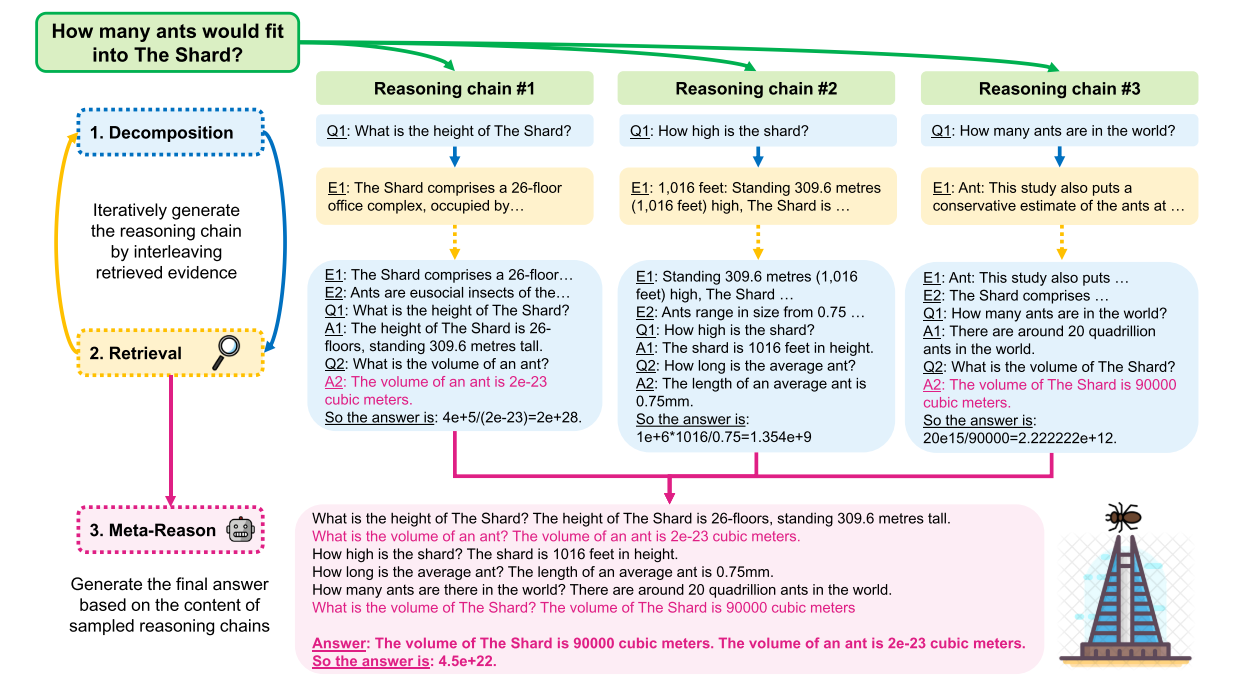 How many ants would fit
into The Shard?
Reasoning chain #1
Reasoning chain #2
Reasoning chain #3
1. Decomposition
Iteratively generate
the reasoning chain
by interleaving
retrieved evidence
2. Retrieval
Q1: What is the height of The Shard?
E1: The Shard comprises a 26-floor
office complex, occupied by…
E1: The Shard comprises a 26-floor…
E2: Ants are eusocial insects of the…
Q1: What is the height of The Shard?
A1: The height of The Shard is 26-
floors, standing 309.6 metres tall.
Q2: What is the volume of an ant?
A2: The volume of an ant is 2e-23
cubic meters.
So the answer is: 4e+5/(2e-23)=2e+28.
Q1: How high is the shard?
E1: 1,016 feet: Standing 309.6 metres
(1,016 feet) high, The Shard is …
E1: Standing 309.6 metres (1,016
feet) high, The Shard …
E2: Ants range in size from 0.75 …
Q1: How high is the shard?
A1: The shard is 1016 feet in height.
Q2: How long is the average ant?
A2: The length of an average ant is
0.75mm.
So the answer is:
1e+6*1016/0.75=1.354e+9
Q1: How many ants are in the world?
E1: Ant: This study also puts a
conservative estimate of the ants at …
E1: Ant: This study also puts …
E2: The Shard comprises …
Q1: How many ants are in the world?
A1: There are around 20 quadrillion
ants in the world.
Q2: What is the volume of The Shard?
A2: The volume of The Shard is 90000
cubic meters.
So the answer is:
20e15/90000=2.222222e+12.
3. Meta-Reason
Generate the final answer
based on the content of
sampled reasoning chains
What is the height of The Shard? The height of The Shard is 26-floors, standing 309.6 metres tall.
What is the volume of an ant? The volume of an ant is 2e-23 cubic meters.
How high is the shard? The shard is 1016 feet in height.
How long is the average ant? The length of an average ant is 0.75mm.
How many ants are there in the world? There are around 20 quadrillion ants in the world.
What is the volume of The Shard? The volume of The Shard is 90000 cubic meters
Answer: The volume of The Shard is 90000 cubic meters. The volume of an ant is 2e-23 cubic meters.
So the answer is: 4.5e+22.